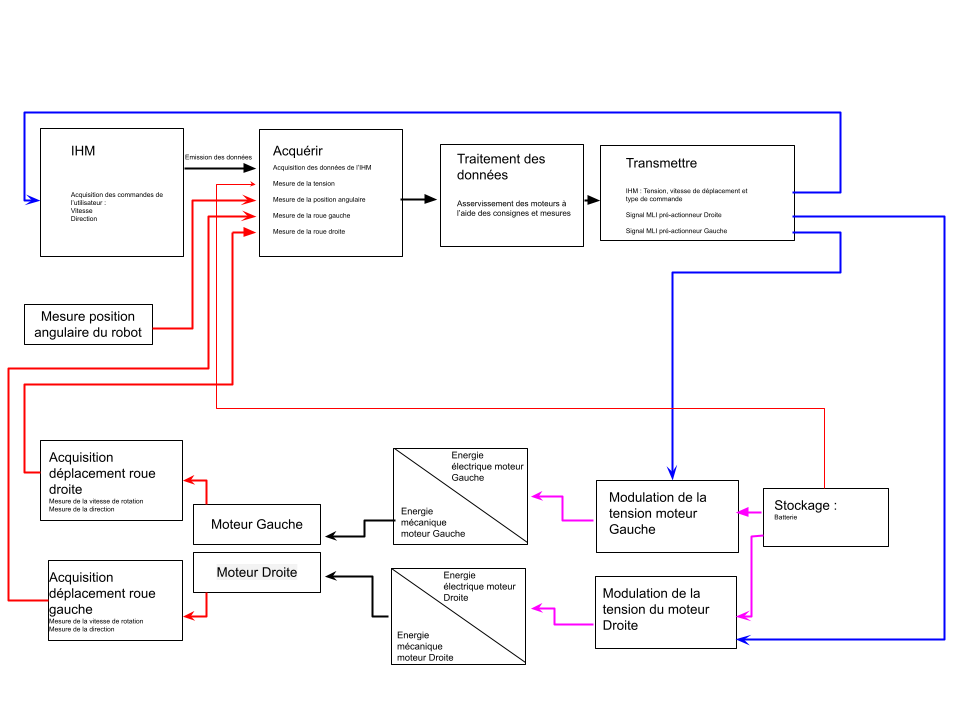 IHM
Acquisition des commandes de
l'utilisateur :
Vitesse
Direction
Emission des données
Acquérir
Acquisition des données de l'IHM
Mesure de la tension
Mesure de la position angulaire
Mesure de la roue gauche
Mesure de la roue droite
Traitement des
données
Asservissement des moteurs à
l'aide des consignes et mesures
Transmettre
IHM : Tension, vitesse de déplacement et
type de commande
Signal MLI pré-actionneur Droite
Signal MLI pré-actionneur Gauche
Mesure position
angulaire du robot
Acquisition
déplacement roue
droite
Mesure de la vitesse de rotation
Mesure de la direction
Moteur Gauche
Energie
électrique moteur
Gauche
Energie
mécanique
moteur Gauche
Modulation de la
tension moteur
Gauche
Stockage :
Batterie
Acquisition
déplacement roue
gauche
Mesure de la vitesse de rotation
Mesure de la direction
Moteur Droite
Energie
électrique moteur
Droite
Energie
mécanique
moteur Droite
Modulation de la
tension du moteur
Droite